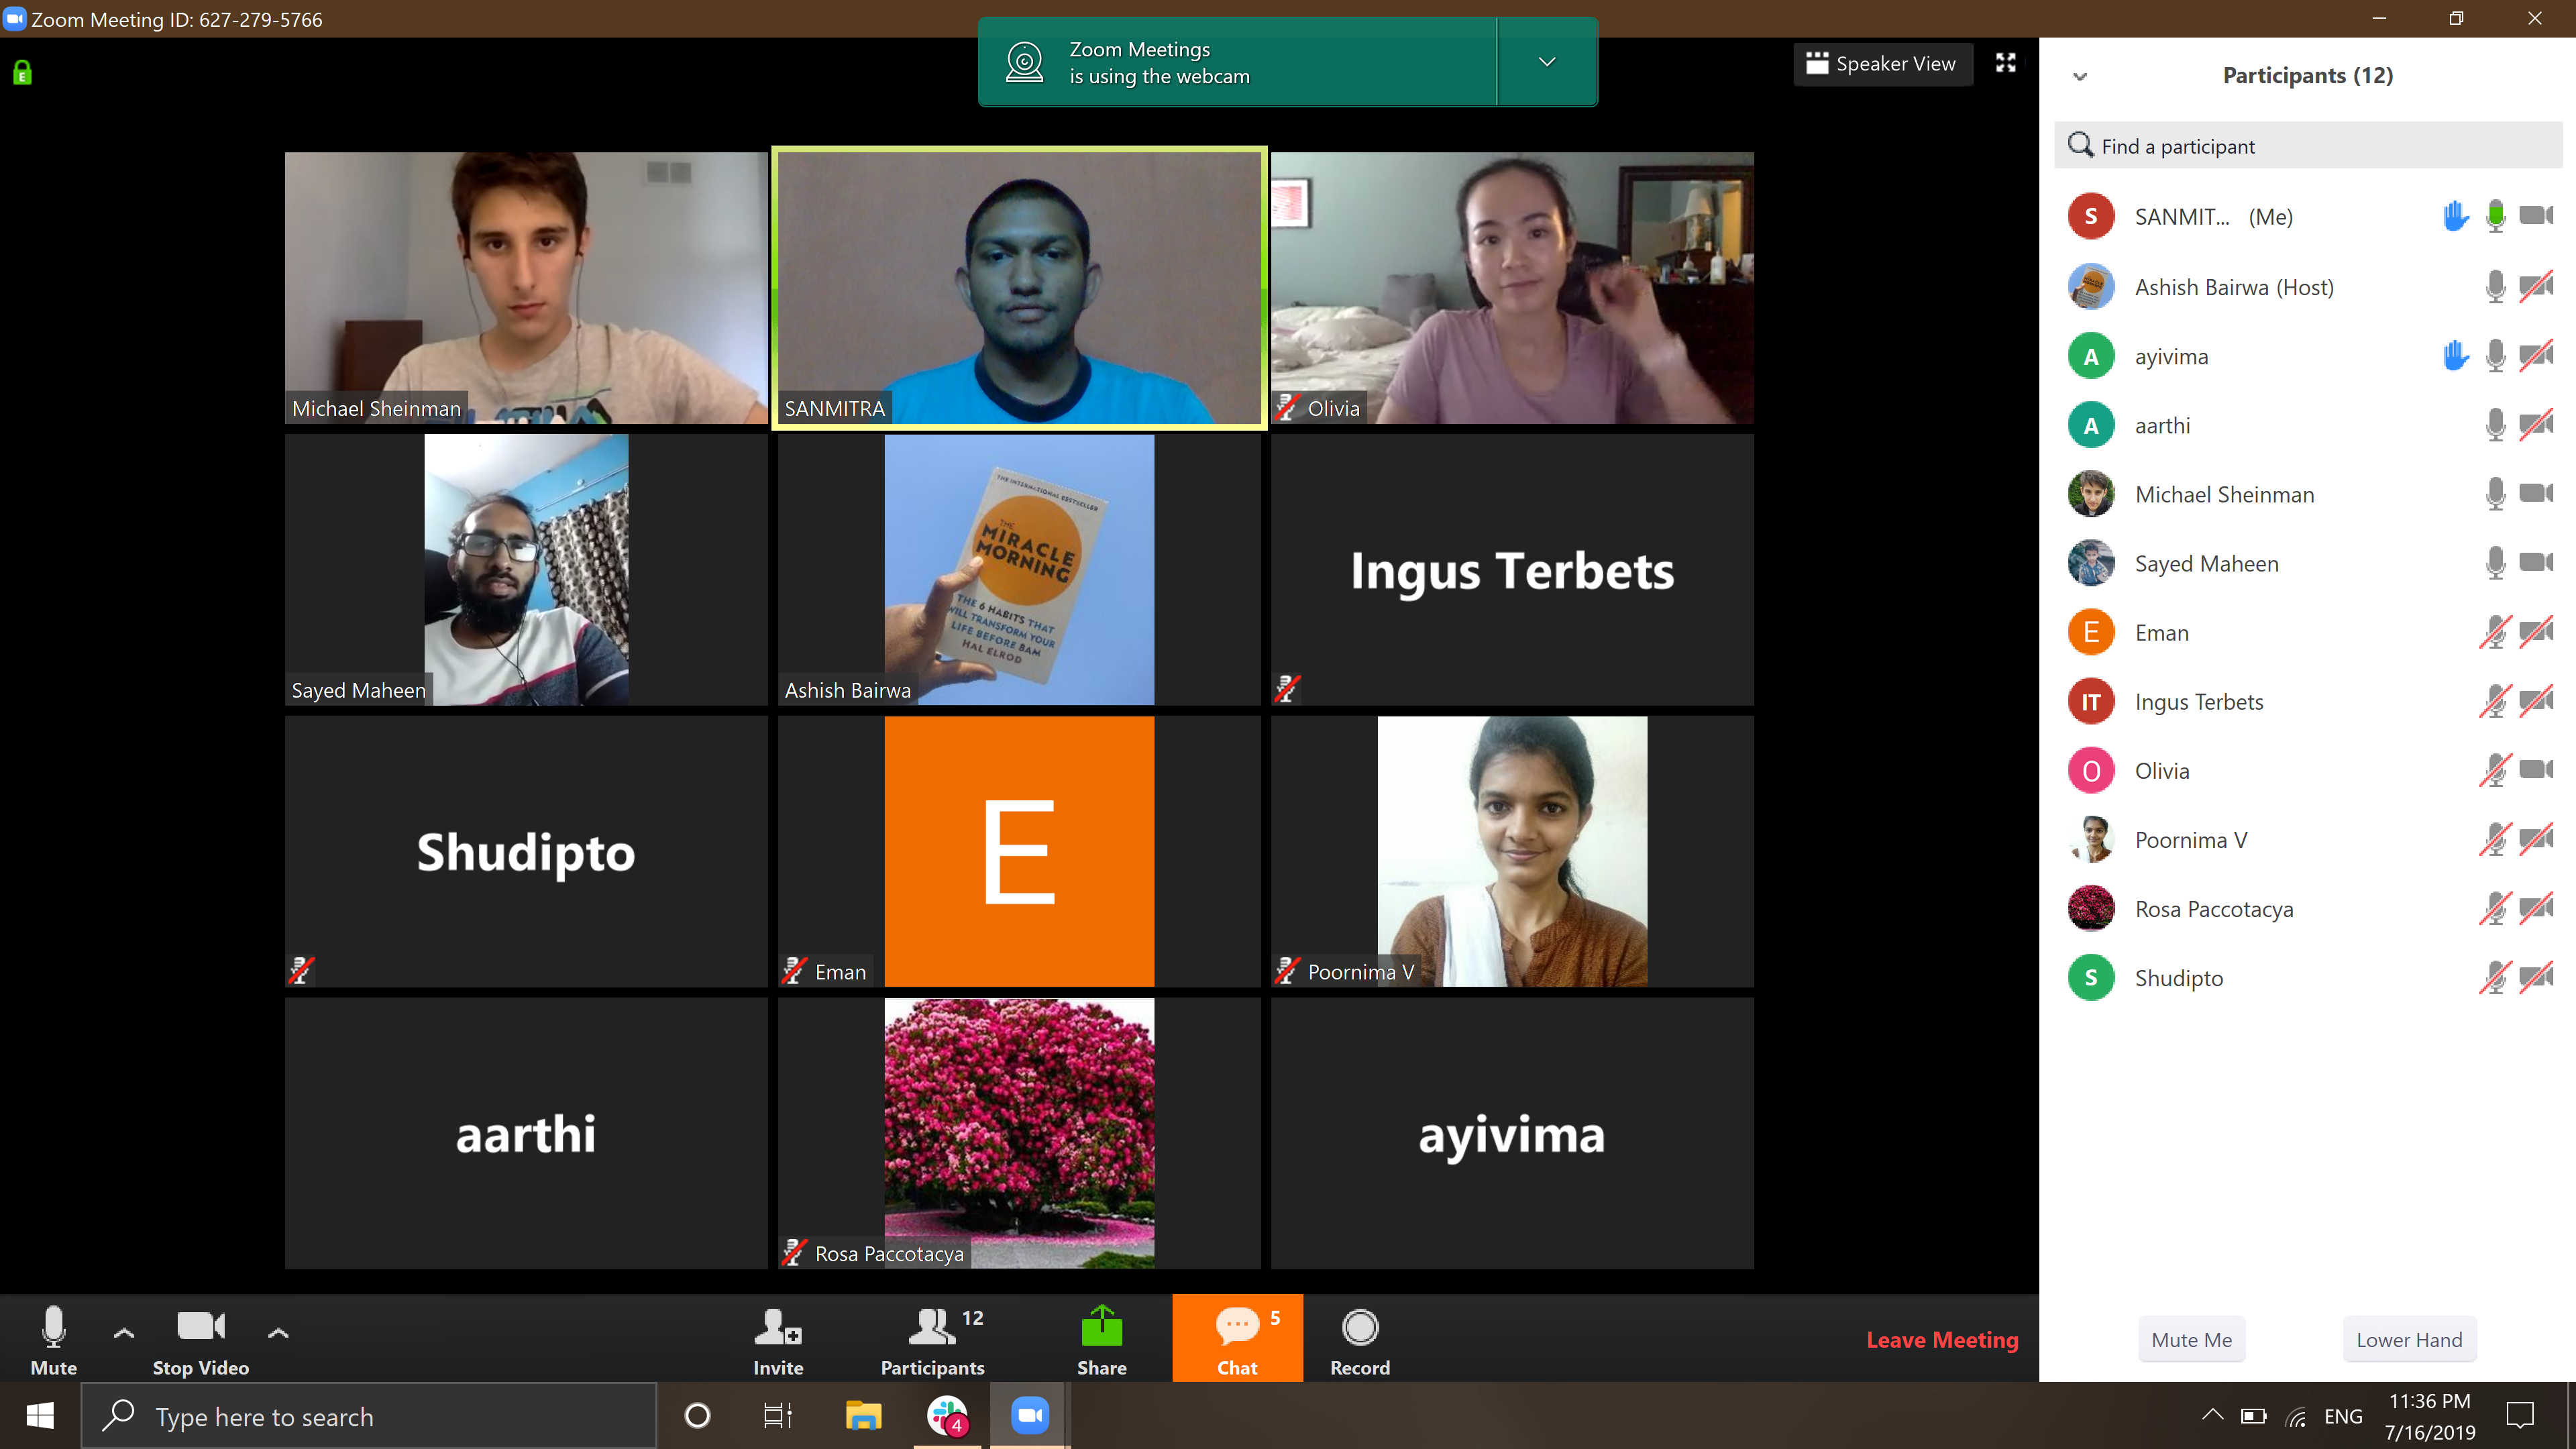 Zoom Meeting ID: 627-279-5766
Zoom Meetings
is using the webcam
Speaker View
E
Michael Sheinman
SANMITRA
Olivia
THE INTERNATIONAL BESTSELLER
THE
MIRACLE
MORNING
THE 6 HABITS THAT
WILL TRANSFORM YOUR
LIFE BEFORE 8AM
HAL ELROD
Sayed Maheen
Ashish Bairwa
Ingus Terbets
Shudipto
E
Eman
Poornima V
aarthi
Rosa Paccotacya
ayivima
Participants (12)
Find a participant
S SANMIT... (Me)
Ashish Bairwa (Host)
A ayivima
A aarthi
Michael Sheinman
Sayed Maheen
E Eman
IT Ingus Terbets
O Olivia
Poornima V
Rosa Paccotacya
S Shudipto
Mute Me
Lower Hand
Mute
Stop Video
Invite
12
Participants
Share
5
Chat
Record
Leave Meeting
Type here to search
4
ENG
11:36 PM
7/16/2019